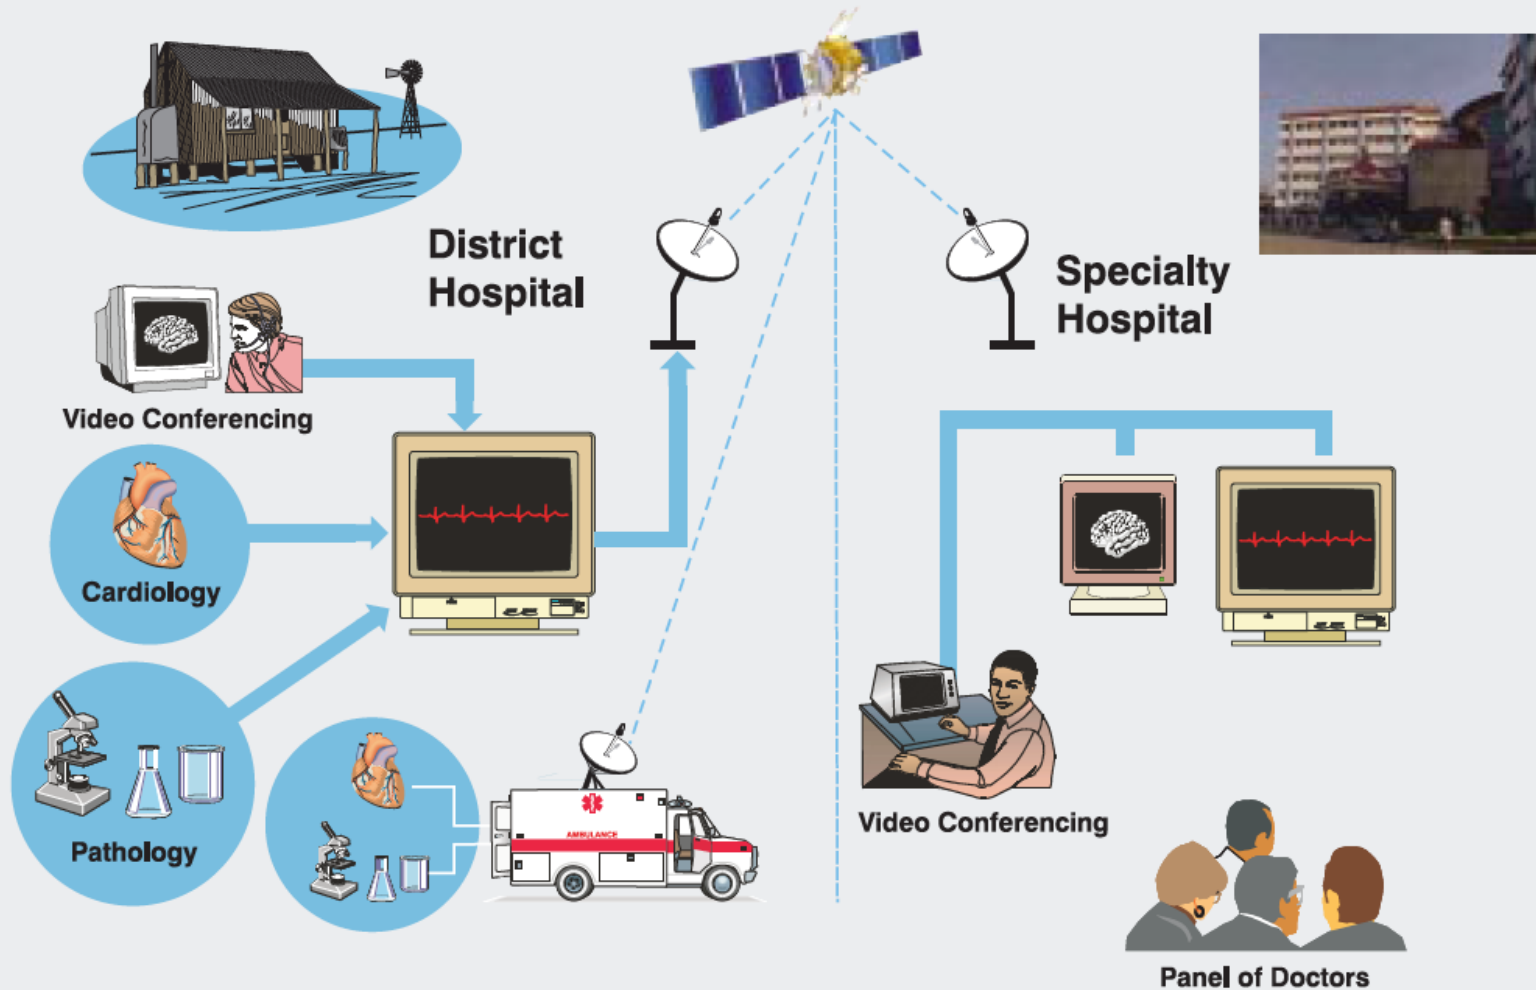 District
Hospital
Specialty
Hospital
Video Conferencing
Cardiology
Pathology
AMBULANCE
Video Conferencing
Panel of Doctors